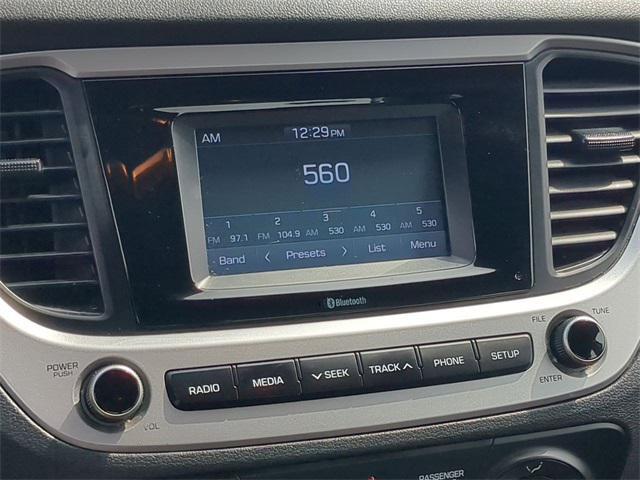 AM 12:29 PM
560
1 2 3 4 5
FM 97.1 FM 104.9 AM 530 AM 530 AM 530
Band < Presets > List Menu
Bluetooth
POWER
PUSH
VOL
RADIO MEDIA SEEK TRACK PHONE SETUP
FILE TUNE
ENTER
PASSENGER